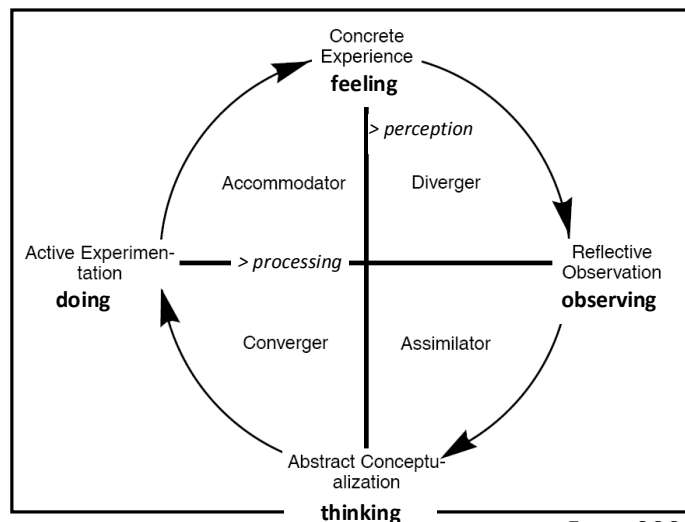 Concrete
Experience
feeling
> perception
Accommodator
Diverger
Active Experimen-
tation
doing
> processing
Reflective
Observation
observing
Converger
Assimilator
Abstract Conceptu-
alization
thinking